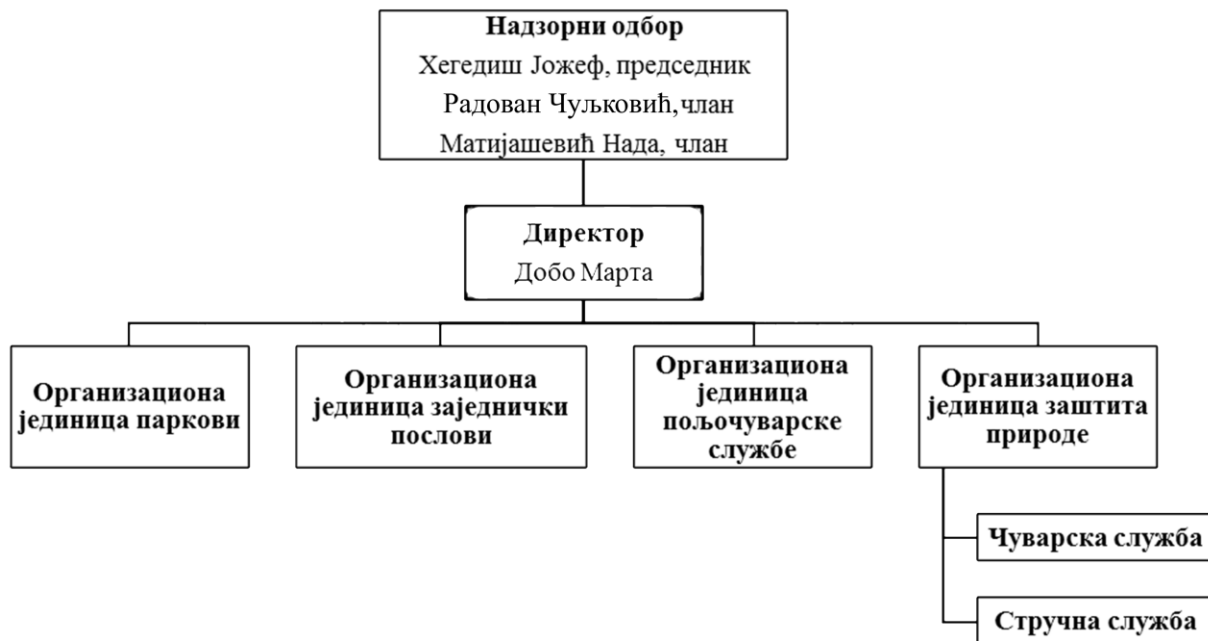 Надзорни одбор
Хегедиш Јожеф, председник
Радован Чуљковић,члан
Матијашевић Нада, члан
Директор
Добо Марта
Организациона
јединица паркови
Организациона
јединица заједнички
послови
Организациона
јединица
пољочуварске
службе
Организациона
јединица заштита
природе
Чуварска служба
Стручна служба